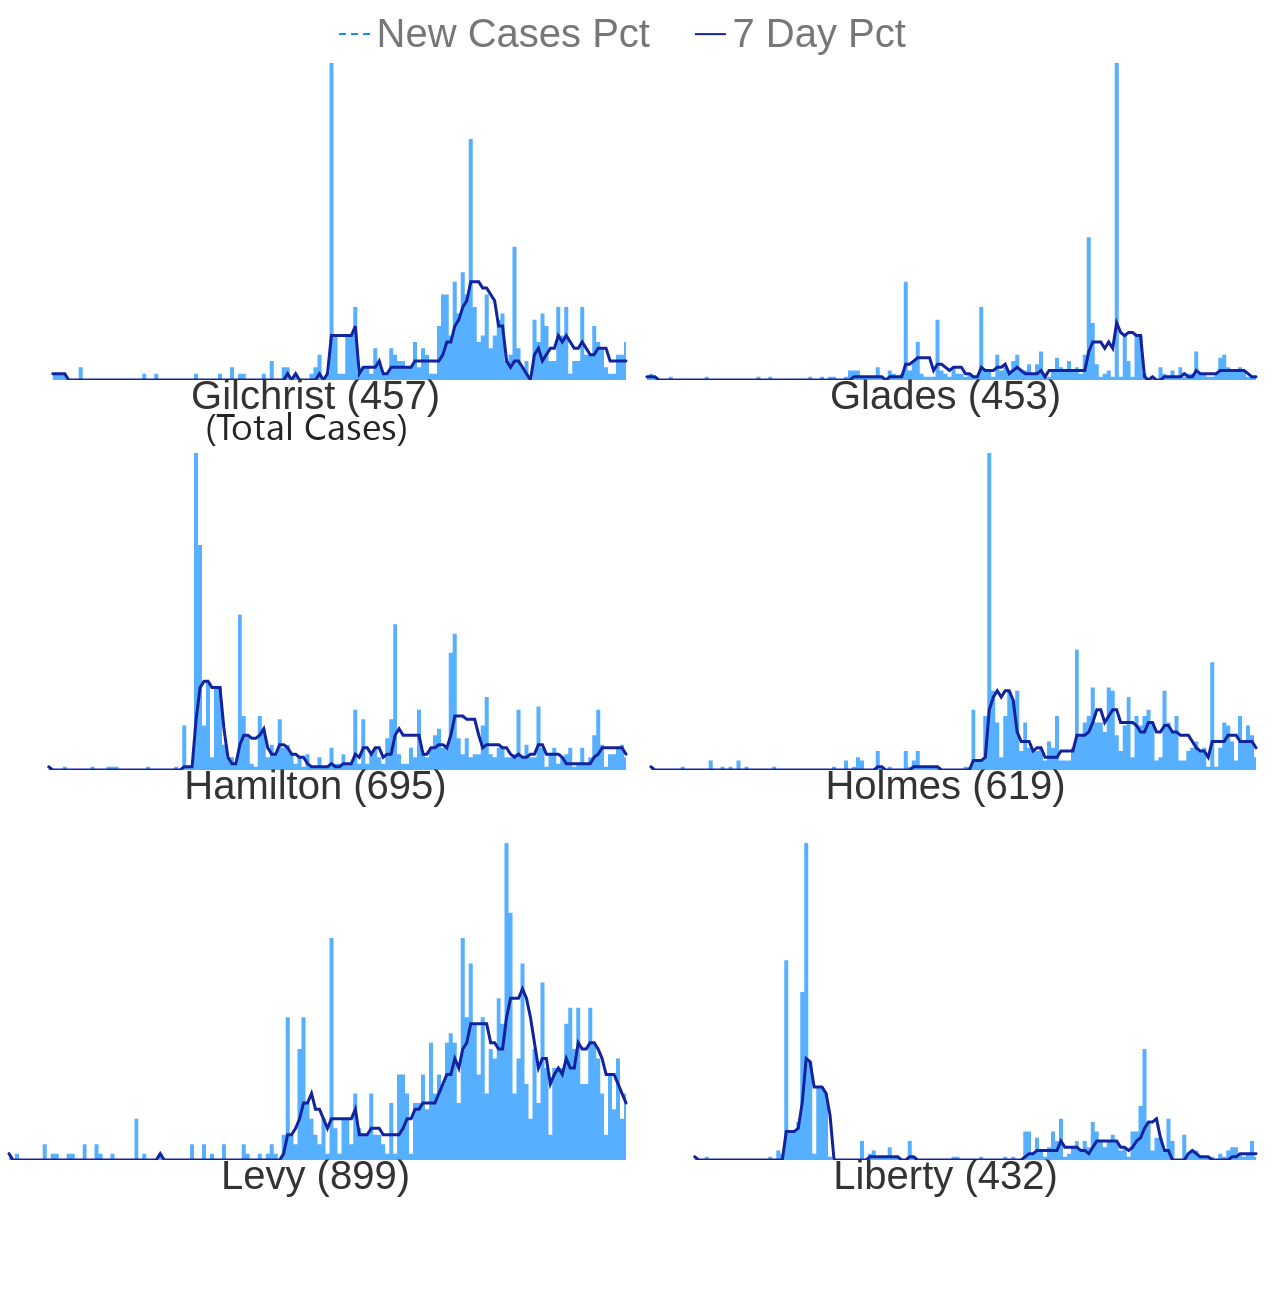 New Cases Pct 7 Day Pct
Gilchrist (457) Glades (453)
(Total Cases)
Hamilton (695) Holmes (619)
Levy (899) Liberty (432)